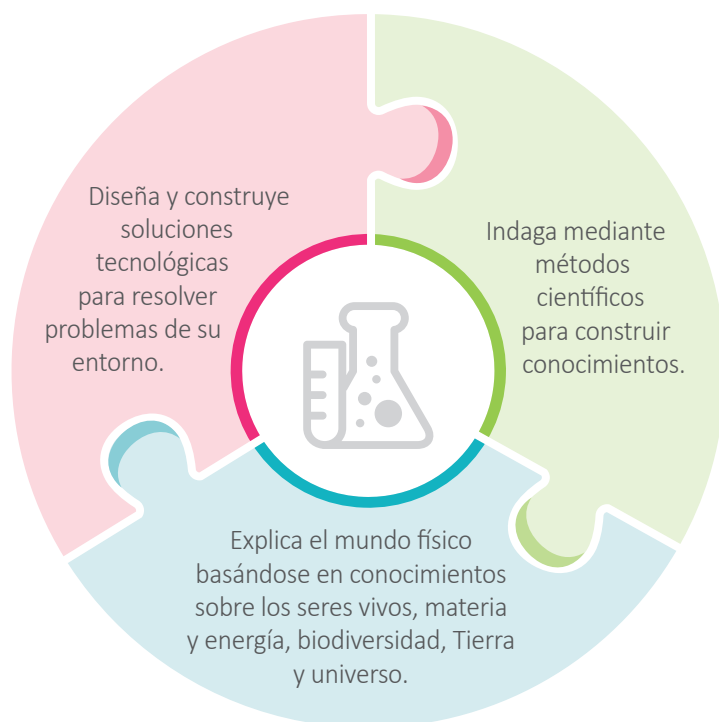 Diseña y construye
soluciones
tecnológicas
para resolver
problemas de su
entorno.
Indaga mediante
métodos
científicos
para construir
conocimientos.
Explica el mundo físico
basándose en conocimientos
sobre los seres vivos, materia
y energía, biodiversidad, Tierra
y universo.